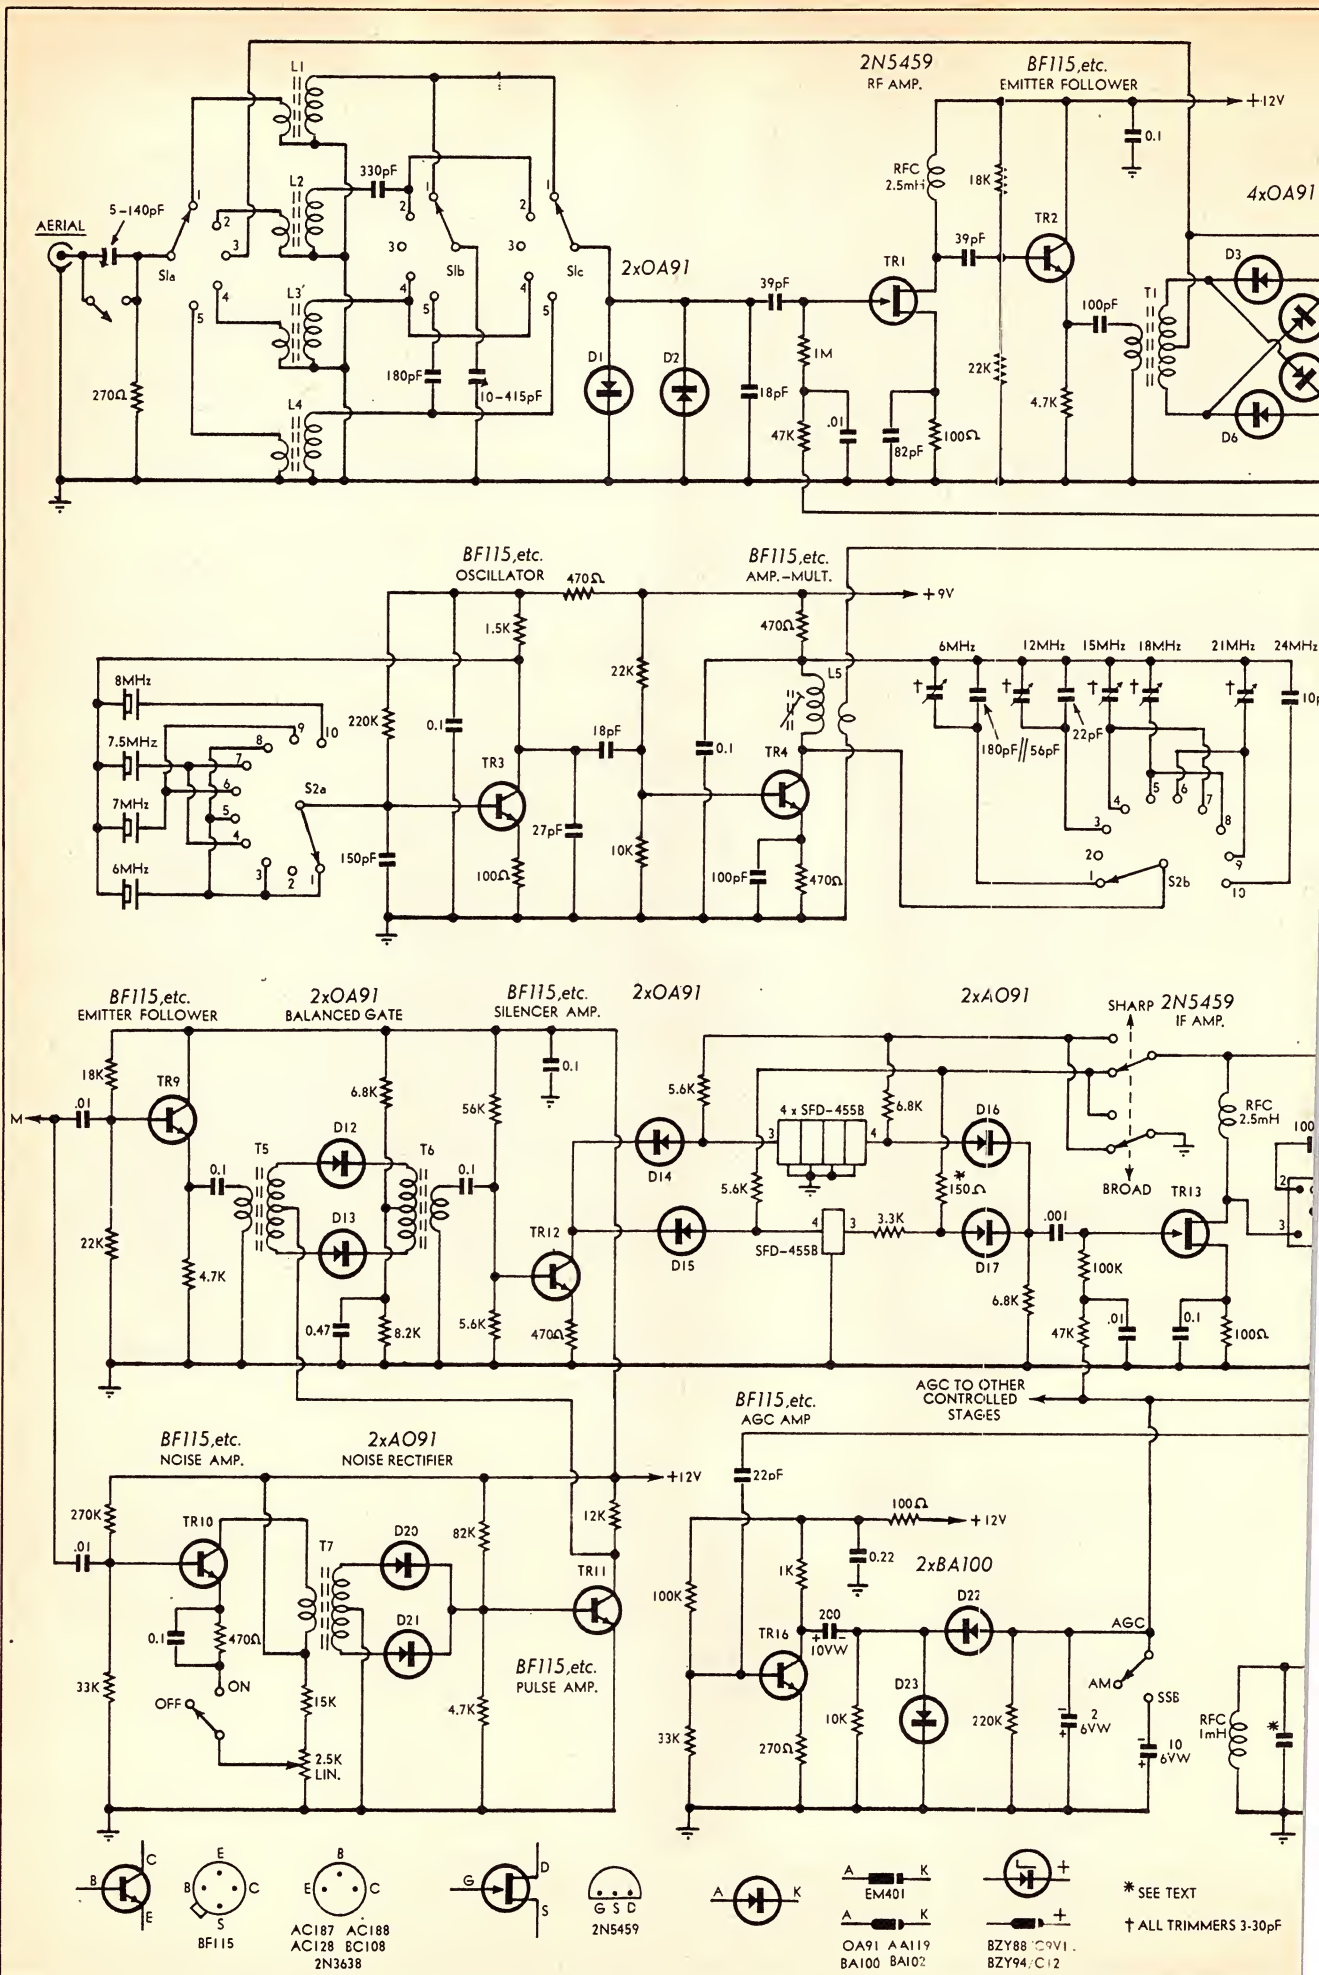 2N5459
RF AMP.
BF115,etc.
EMITTER FOLLOWER
+12V
0.1
L1
330pF
L2
RFC
2.5mH
18K
4xOA91
AERIAL
5-140pF
1
2
3
4
5
S1a
1
2
3
4
5
S1b
1
2
3
4
5
S1c
2xOA91
39pF
TR1
39pF
TR2
D3
100pF
T1
L3
270Ω
180pF
10-415pF
D1
D2
18pF
1M
22K
4.7K
D6
L4
47K
.01
82pF
100Ω
BF115,etc.
OSCILLATOR
470Ω
BF115,etc.
AMP.-MULT.
+9V
1.5K
470Ω
6MHz
12MHz
15MHz
18MHz
21MHz
24MHz
8MHz
22K
L5
†
†
†
†
†
10p
220K
0.1
18pF
0.1
180pF//56pF
22pF
7.5MHz
10
9
8
7
6
5
4
3
2
1
S2a
TR3
TR4
7MHz
27pF
6MHz
150pF
100Ω
10K
100pF
470Ω
1
2
3
4
5
6
7
8
9
10
S2b
BF115,etc.
EMITTER FOLLOWER
2xOA91
BALANCED GATE
BF115,etc.
SILENCER AMP.
2xOA91
2xAO91
SHARP
2N5459
IF AMP.
18K
TR9
6.8K
0.1
56K
5.6K
4 x SFD-455B
6.8K
D16
RFC
2.5mH
M
.01
D12
T5
T6
3
4
100
0.1
0.1
D14
5.6K
*
150Ω
BROAD
TR13
2
D13
TR12
D15
SFD-455B
4
3
3.3K
D17
.001
3
22K
4.7K
100K
0.47
8.2K
5.6K
470Ω
6.8K
47K
.01
0.1
100Ω
AGC TO OTHER
CONTROLLED
STAGES
BF115,etc.
AGC AMP
BF115,etc.
NOISE AMP.
2xAO91
NOISE RECTIFIER
+12V
22pF
270K
TR10
82K
12K
100Ω
+12V
.01
T7
D20
0.22
TR11
1K
2xBA100
D21
100K
D22
0.1
470Ω
200
+ -
10VW
AGC
TR16
33K
ON
OFF
15K
BF115,etc.
PULSE AMP.
D23
AM
SSB
4.7K
33K
10K
220K
-
+
2
6VW
RFC
1mH
*
2.5K
LIN.
270Ω
-
+
10
6VW
B
C
E
E
B
C
S
BF115
B
E
C
AC187 AC188
AC128 BC108
2N3638
G
D
S
G S D
2N5459
A
K
A
K
EM401
A
K
OA91 AA119
BA100 BA102
+
+
BZY88/C9V1.
BZY94/C12
* SEE TEXT
† ALL TRIMMERS 3-30pF